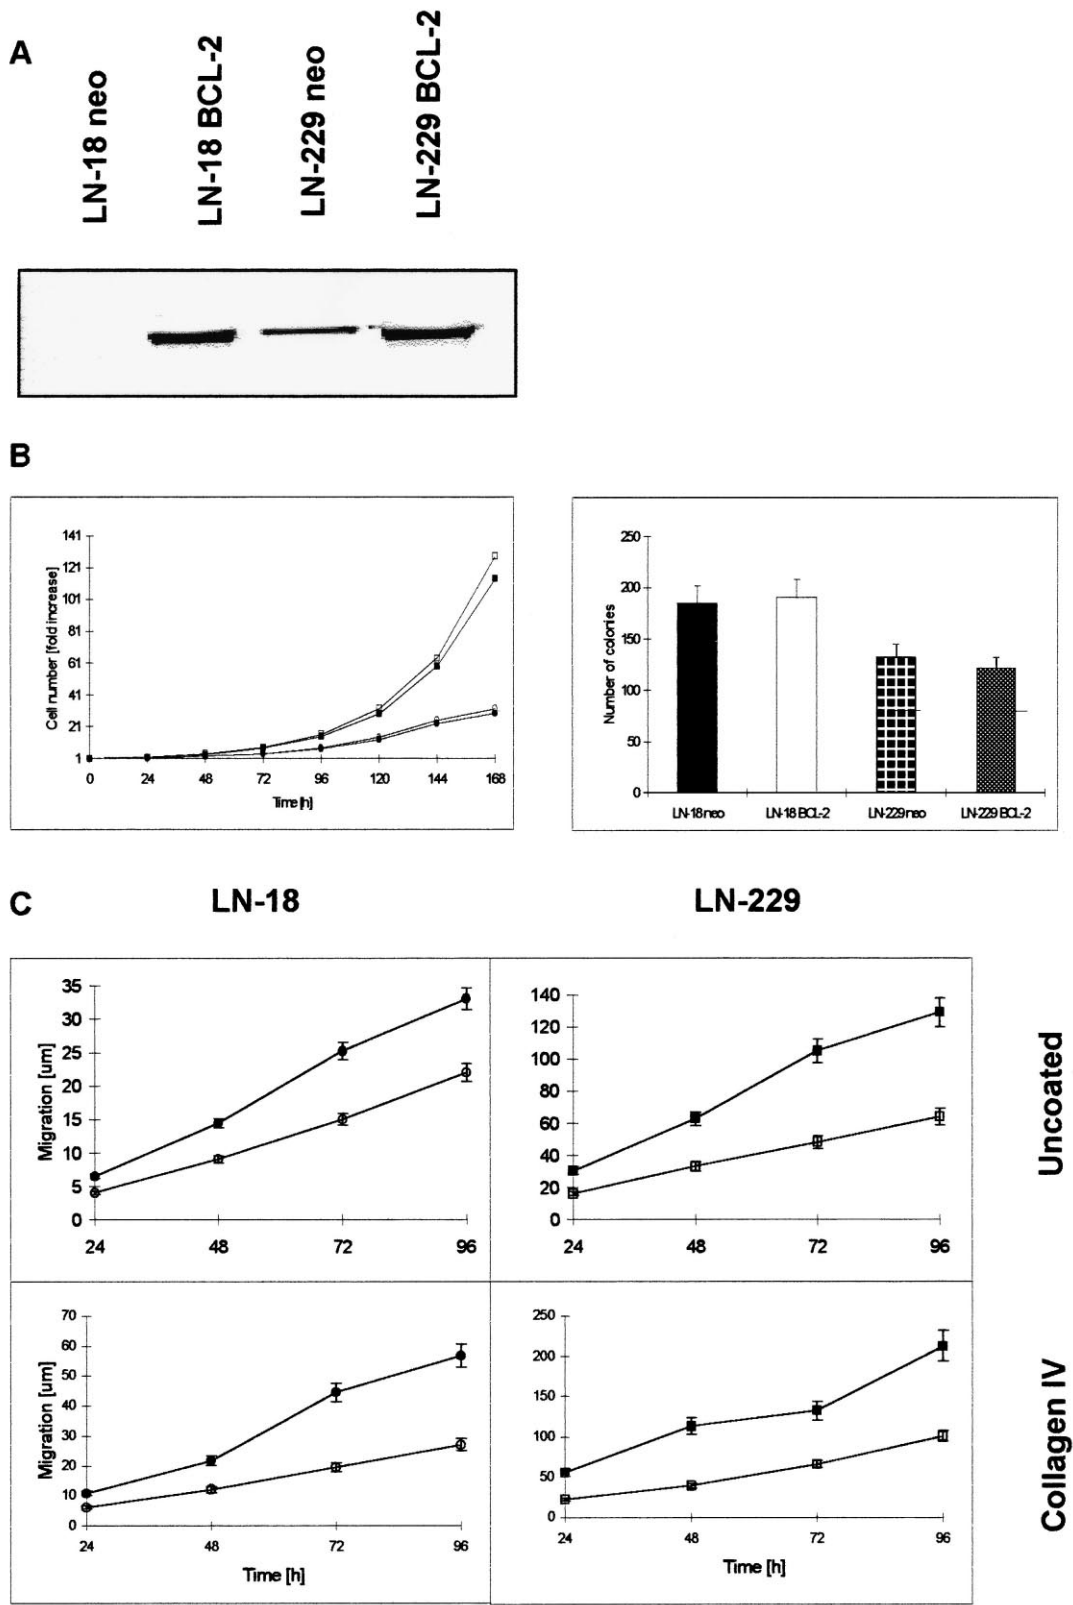 A
LN-18 neo
LN-18 BCL-2
LN-229 neo
LN-229 BCL-2
B
Cell number [fold increase]
141
121
101
81
61
41
21
1
0 24 48 72 96 120 144 168
Time [h]
Number of colories
250
200
150
100
50
0
LN-18 neo LN-18 BCL-2 LN-229 neo LN-229 BCL-2
C
LN-18 LN-229
Migration [um]
35
30
25
20
15
10
5
0
24 48 72 96
140
120
100
80
60
40
20
0
24 48 72 96
Uncoated
Migration [um]
70
60
50
40
30
20
10
0
24 48 72 96
Time [h]
250
200
150
100
50
0
24 48 72 96
Time [h]
Collagen IV